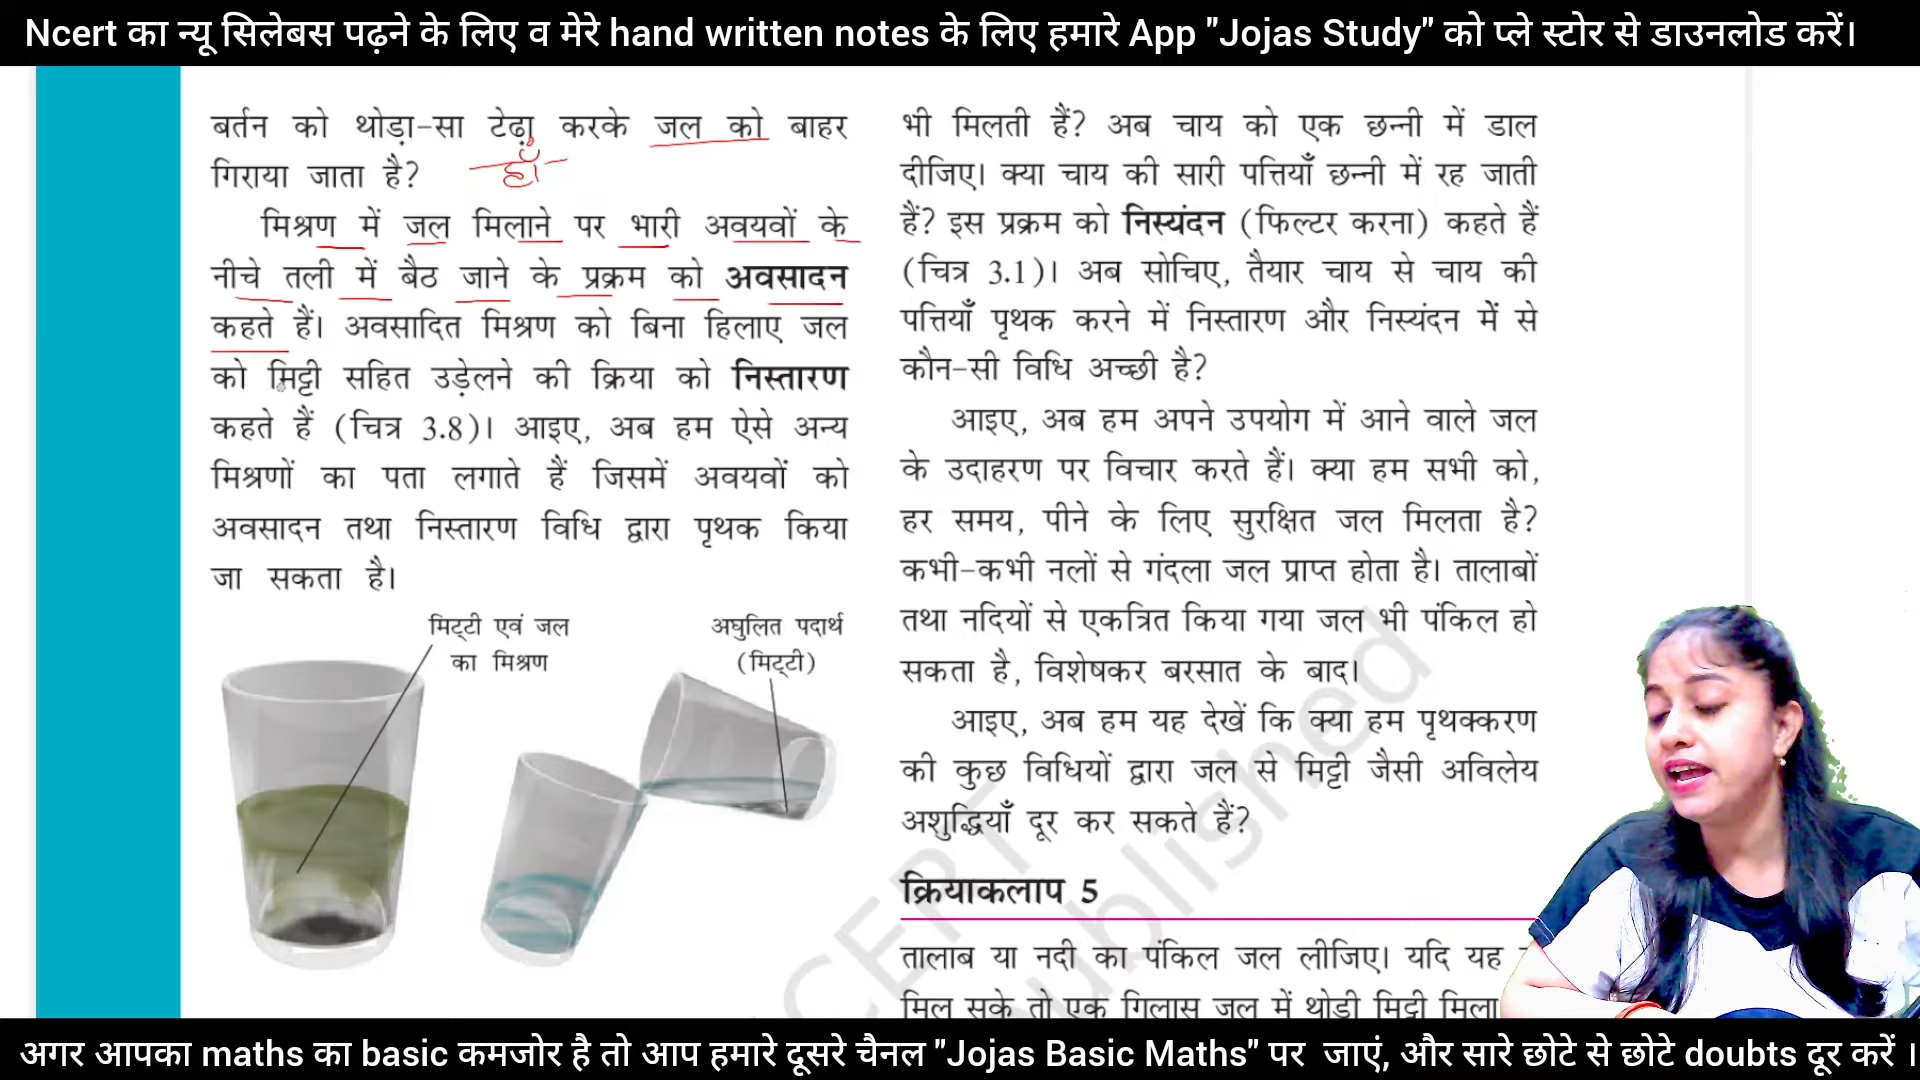 Ncert का न्यू सिलेबस पढ़ने के लिए व मेरे hand written notes के लिए हमारे App "Jojas Study" को प्ले स्टोर से डाउनलोड करें।
बर्तन को थोड़ा-सा टेढ़ा करके जल को बाहर
गिराया जाता है?
हाँ
मिश्रण में जल मिलाने पर भारी अवयवों के
नीचे तली में बैठ जाने के प्रक्रम को अवसादन
कहते हैं। अवसादित मिश्रण को बिना हिलाए जल
को मिट्टी सहित उड़ेलने की क्रिया को निस्तारण
कहते हैं (चित्र 3.8)। आइए, अब हम ऐसे अन्य
मिश्रणों का पता लगाते हैं जिसमें अवयवों को
अवसादन तथा निस्तारण विधि द्वारा पृथक किया
जा सकता है।
मिट्टी एवं जल
का मिश्रण
अघुलित पदार्थ
(मिट्टी)
भी मिलती हैं? अब चाय को एक छन्नी में डाल
दीजिए। क्या चाय की सारी पत्तियाँ छन्नी में रह जाती
हैं? इस प्रक्रम को निस्यंदन (फिल्टर करना) कहते हैं
(चित्र 3.1)। अब सोचिए, तैयार चाय से चाय की
पत्तियाँ पृथक करने में निस्तारण और निस्यंदन में से
कौन-सी विधि अच्छी है?
आइए, अब हम अपने उपयोग में आने वाले जल
के उदाहरण पर विचार करते हैं। क्या हम सभी को,
हर समय, पीने के लिए सुरक्षित जल मिलता है?
कभी-कभी नलों से गंदला जल प्राप्त होता है। तालाबों
तथा नदियों से एकत्रित किया गया जल भी पंकिल हो
सकता है, विशेषकर बरसात के बाद।
आइए, अब हम यह देखें कि क्या हम पृथक्करण
की कुछ विधियों द्वारा जल से मिट्टी जैसी अविलेय
अशुद्धियाँ दूर कर सकते हैं?
क्रियाकलाप 5
तालाब या नदी का पंकिल जल लीजिए। यदि यह
मिल सके तो एक गिलास जल में थोड़ी मिट्टी मिला
अगर आपका maths का basic कमजोर है तो आप हमारे दूसरे चैनल "Jojas Basic Maths" पर जाएं, और सारे छोटे से छोटे doubts दूर करें ।